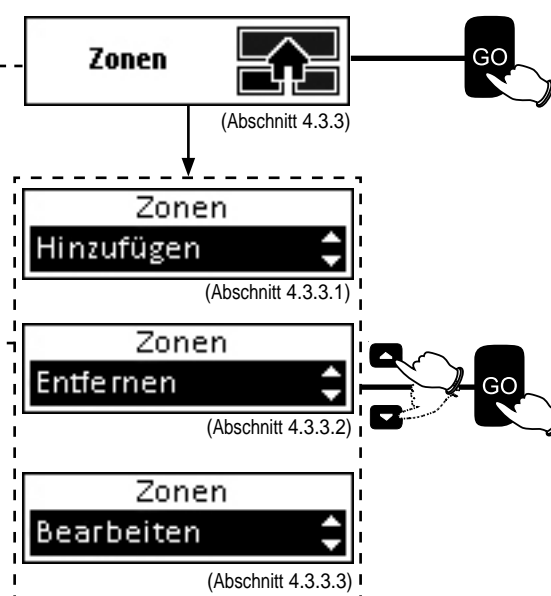 Zonen
GO
(Abschnitt 4.3.3)
Zonen
Hinzufügen
(Abschnitt 4.3.3.1)
Zonen
Entfernen
GO
(Abschnitt 4.3.3.2)
Zonen
Bearbeiten
(Abschnitt 4.3.3.3)